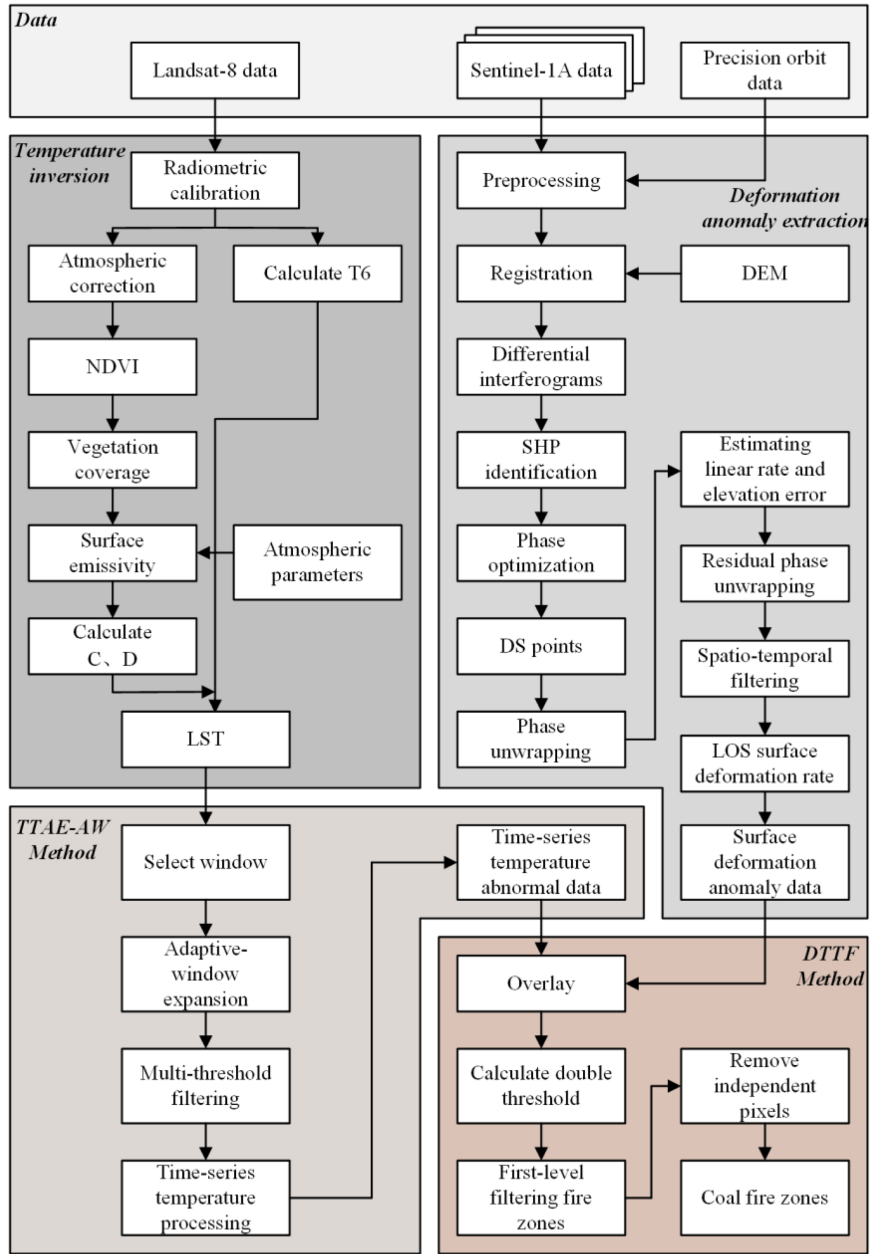 Data
Landsat-8 data
Sentinel-1A data
Precision orbit
data
Temperature
inversion
Radiometric
calibration
Atmospheric
correction
Calculate T6
NDVI
Vegetation
coverage
Surface
emissivity
Atmospheric
parameters
Calculate
C、D
LST
Deformation
anomaly extraction
Preprocessing
Registration
DEM
Differential
interferograms
SHP
identification
Phase
optimization
DS points
Phase
unwrapping
Estimating
linear rate and
elevation error
Residual phase
unwrapping
Spatio-temporal
filtering
LOS surface
deformation rate
Surface
deformation
anomaly data
TTAE-AW
Method
Select window
Adaptive-
window
expansion
Multi-threshold
filtering
Time-series
temperature
processing
Time-series
temperature
abnormal data
DTTF
Method
Overlay
Calculate double
threshold
First-level
filtering fire
zones
Remove
independent
pixels
Coal fire zones